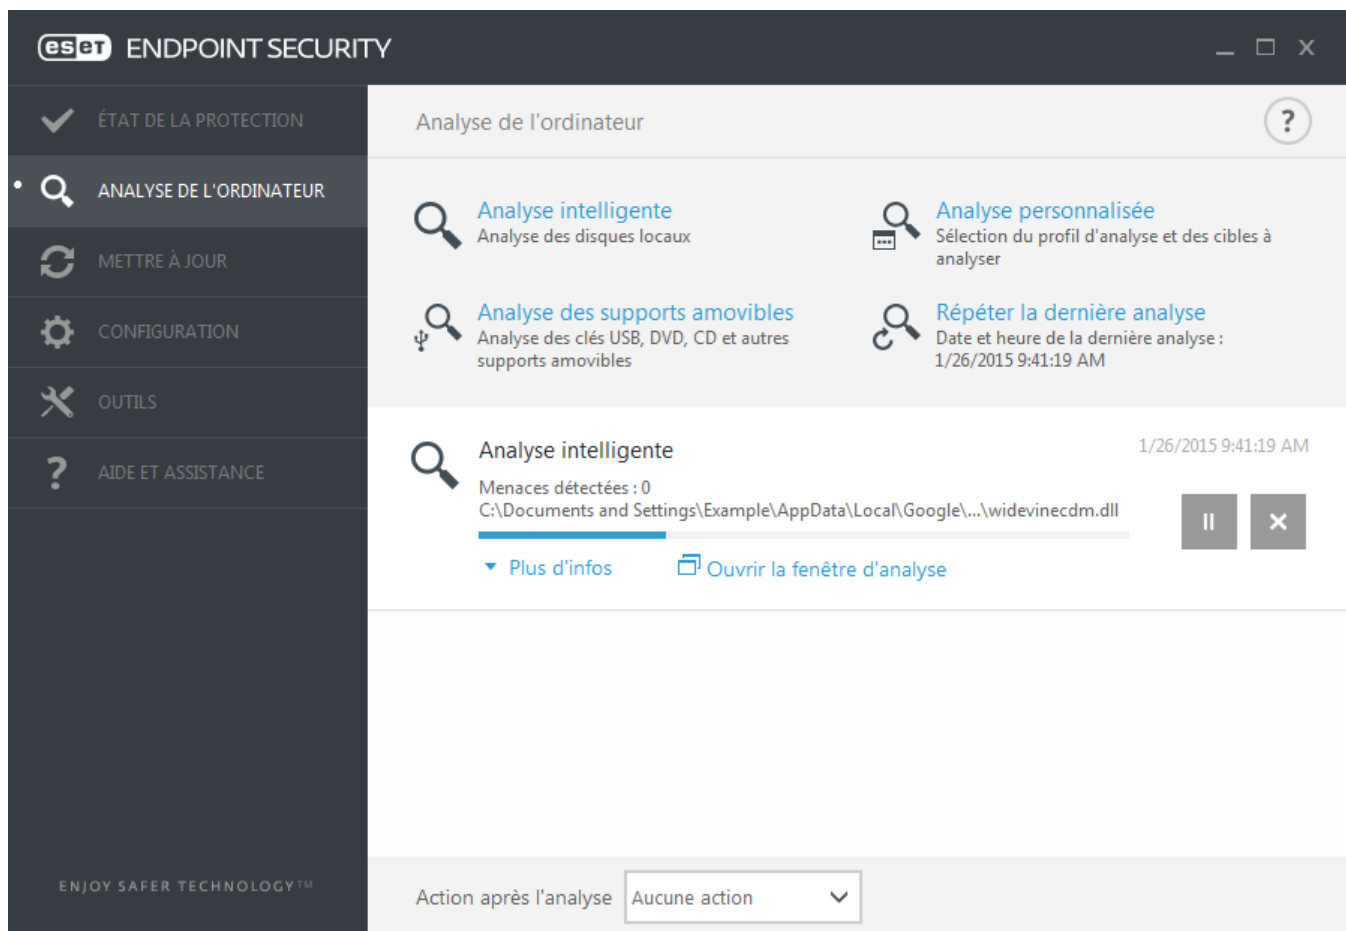 eset ENDPOINT SECURITY
ÉTAT DE LA PROTECTION
ANALYSE DE L'ORDINATEUR
METTRE À JOUR
CONFIGURATION
OUTILS
AIDE ET ASSISTANCE
ENJOY SAFER TECHNOLOGY™
Analyse de l'ordinateur
?
Analyse intelligente
Analyse des disques locaux
Analyse personnalisée
Sélection du profil d'analyse et des cibles à
analyser
Analyse des supports amovibles
Analyse des clés USB, DVD, CD et autres
supports amovibles
Répéter la dernière analyse
Date et heure de la dernière analyse :
1/26/2015 9:41:19 AM
Analyse intelligente
1/26/2015 9:41:19 AM
Menaces détectées : 0
C:\Documents and Settings\Example\AppData\Local\Google\...\widevinecdm.dll
Plus d'infos
Ouvrir la fenêtre d'analyse
Action après l'analyse
Aucune action